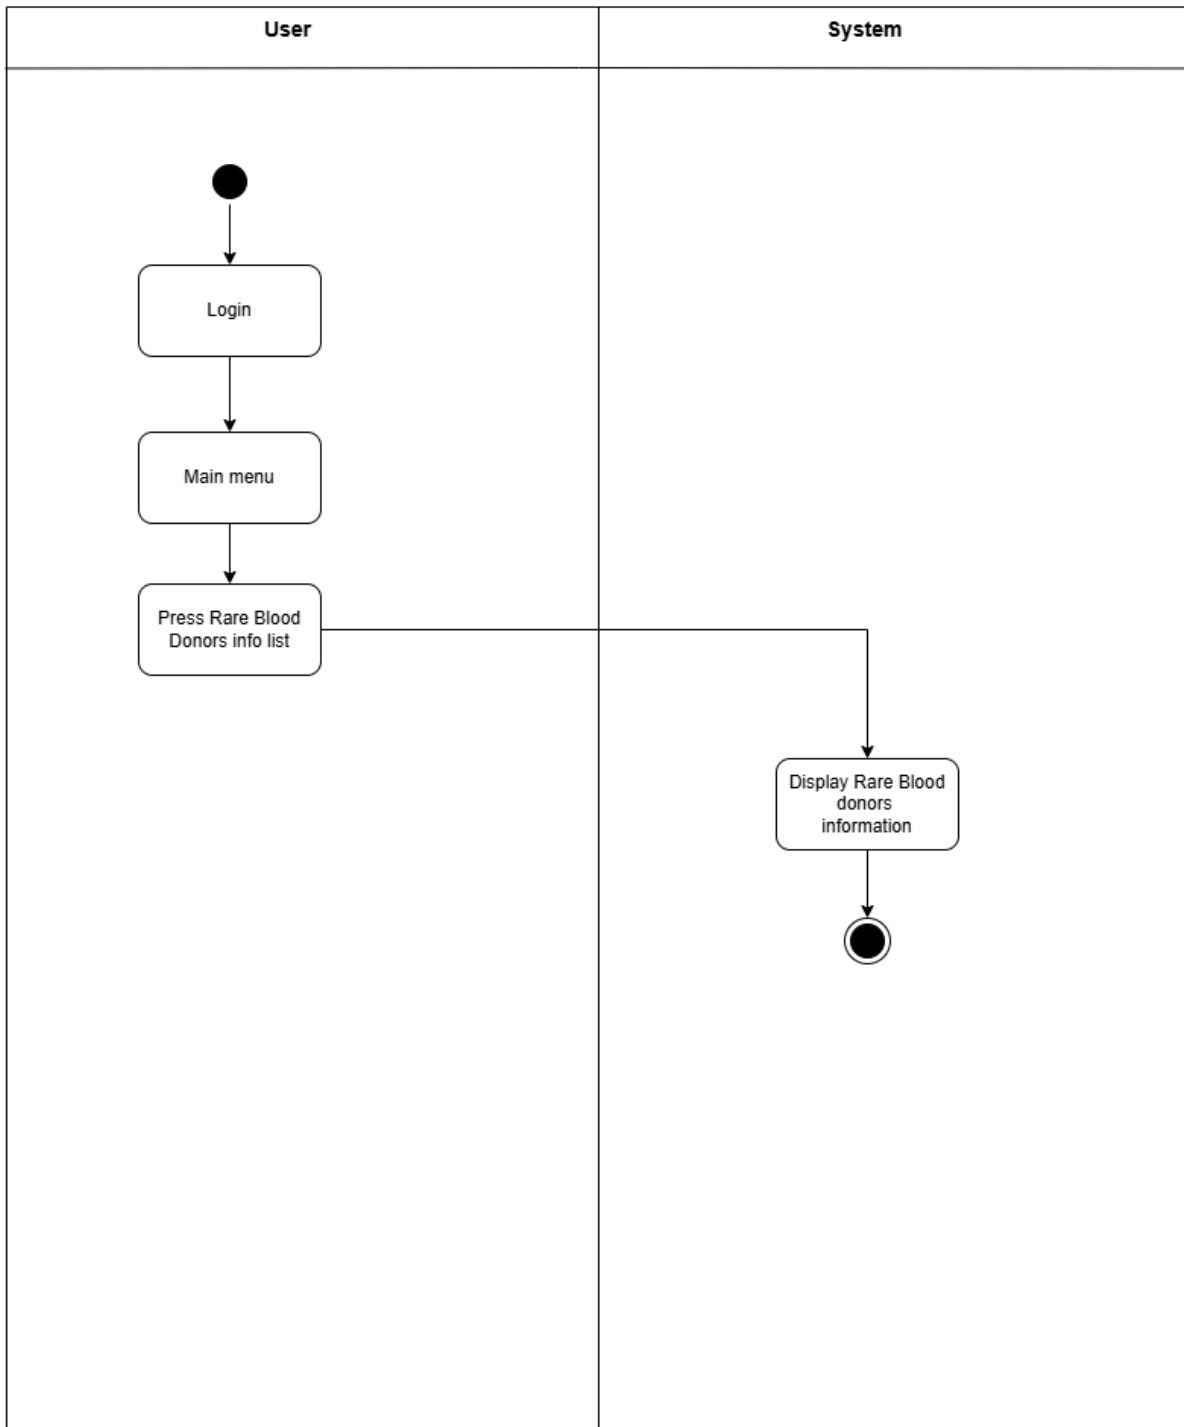 User
System
Login
Main menu
Press Rare Blood
Donors info list
Display Rare Blood
donors
information